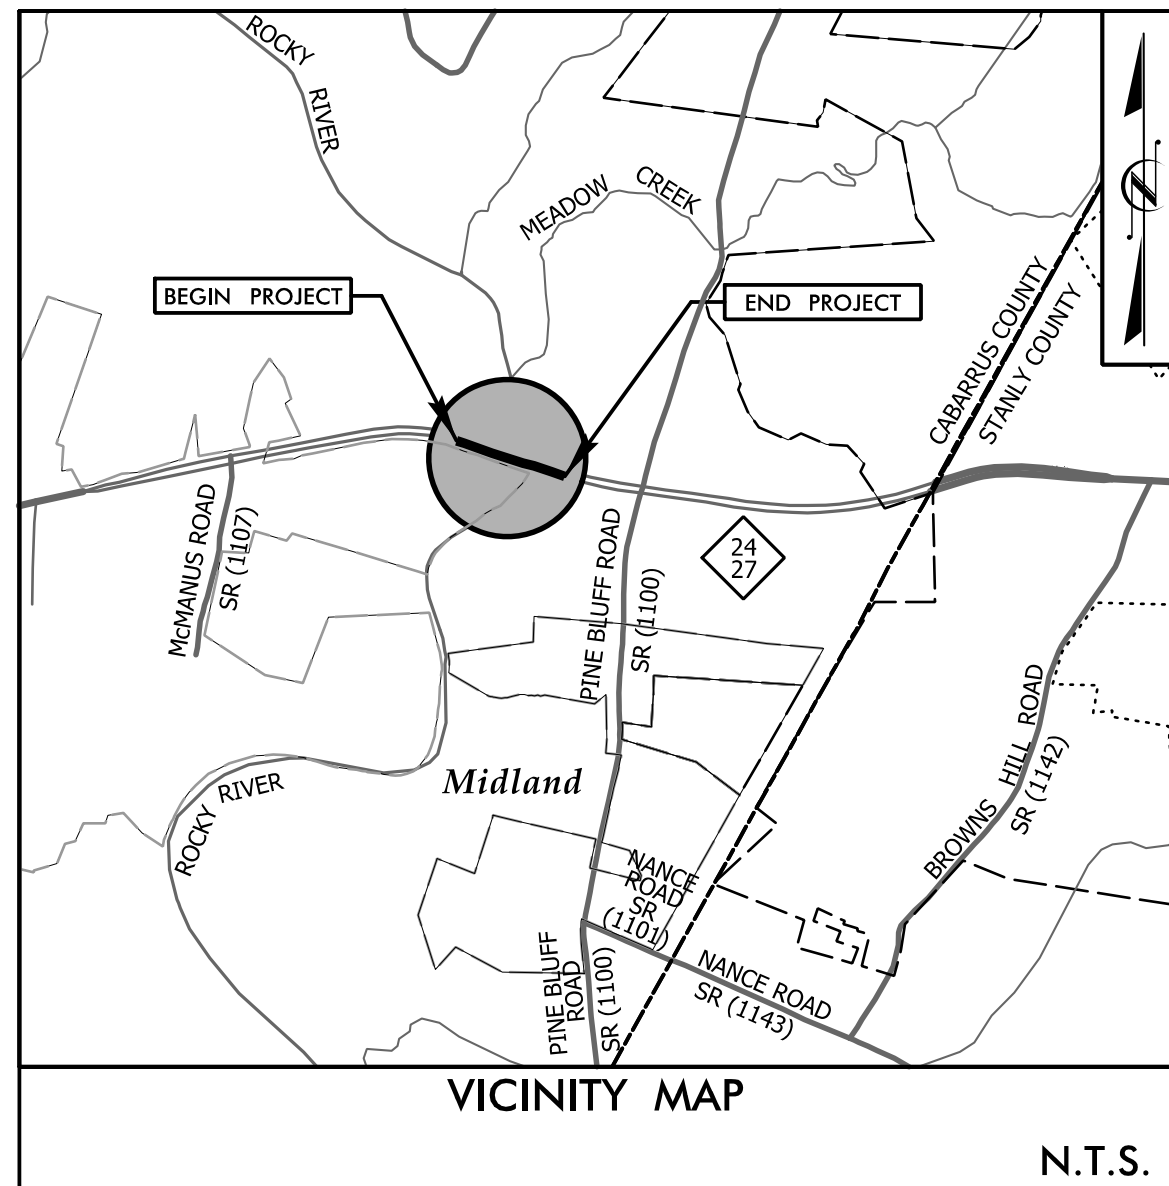 ROCKY RIVER
MEADOW CREEK
BEGIN PROJECT
END PROJECT
CABARRUS COUNTY
STANLY COUNTY
N
McMANUS ROAD
SR (1107)
PINE BLUFF ROAD
SR (1100)
24
27
Midland
ROCKY RIVER
BROWNS HILL ROAD
SR (1142)
NANCE
ROAD
SR
(1101)
PINE BLUFF
ROAD
SR (1100)
NANCE ROAD
SR (1143)
VICINITY MAP
N.T.S.